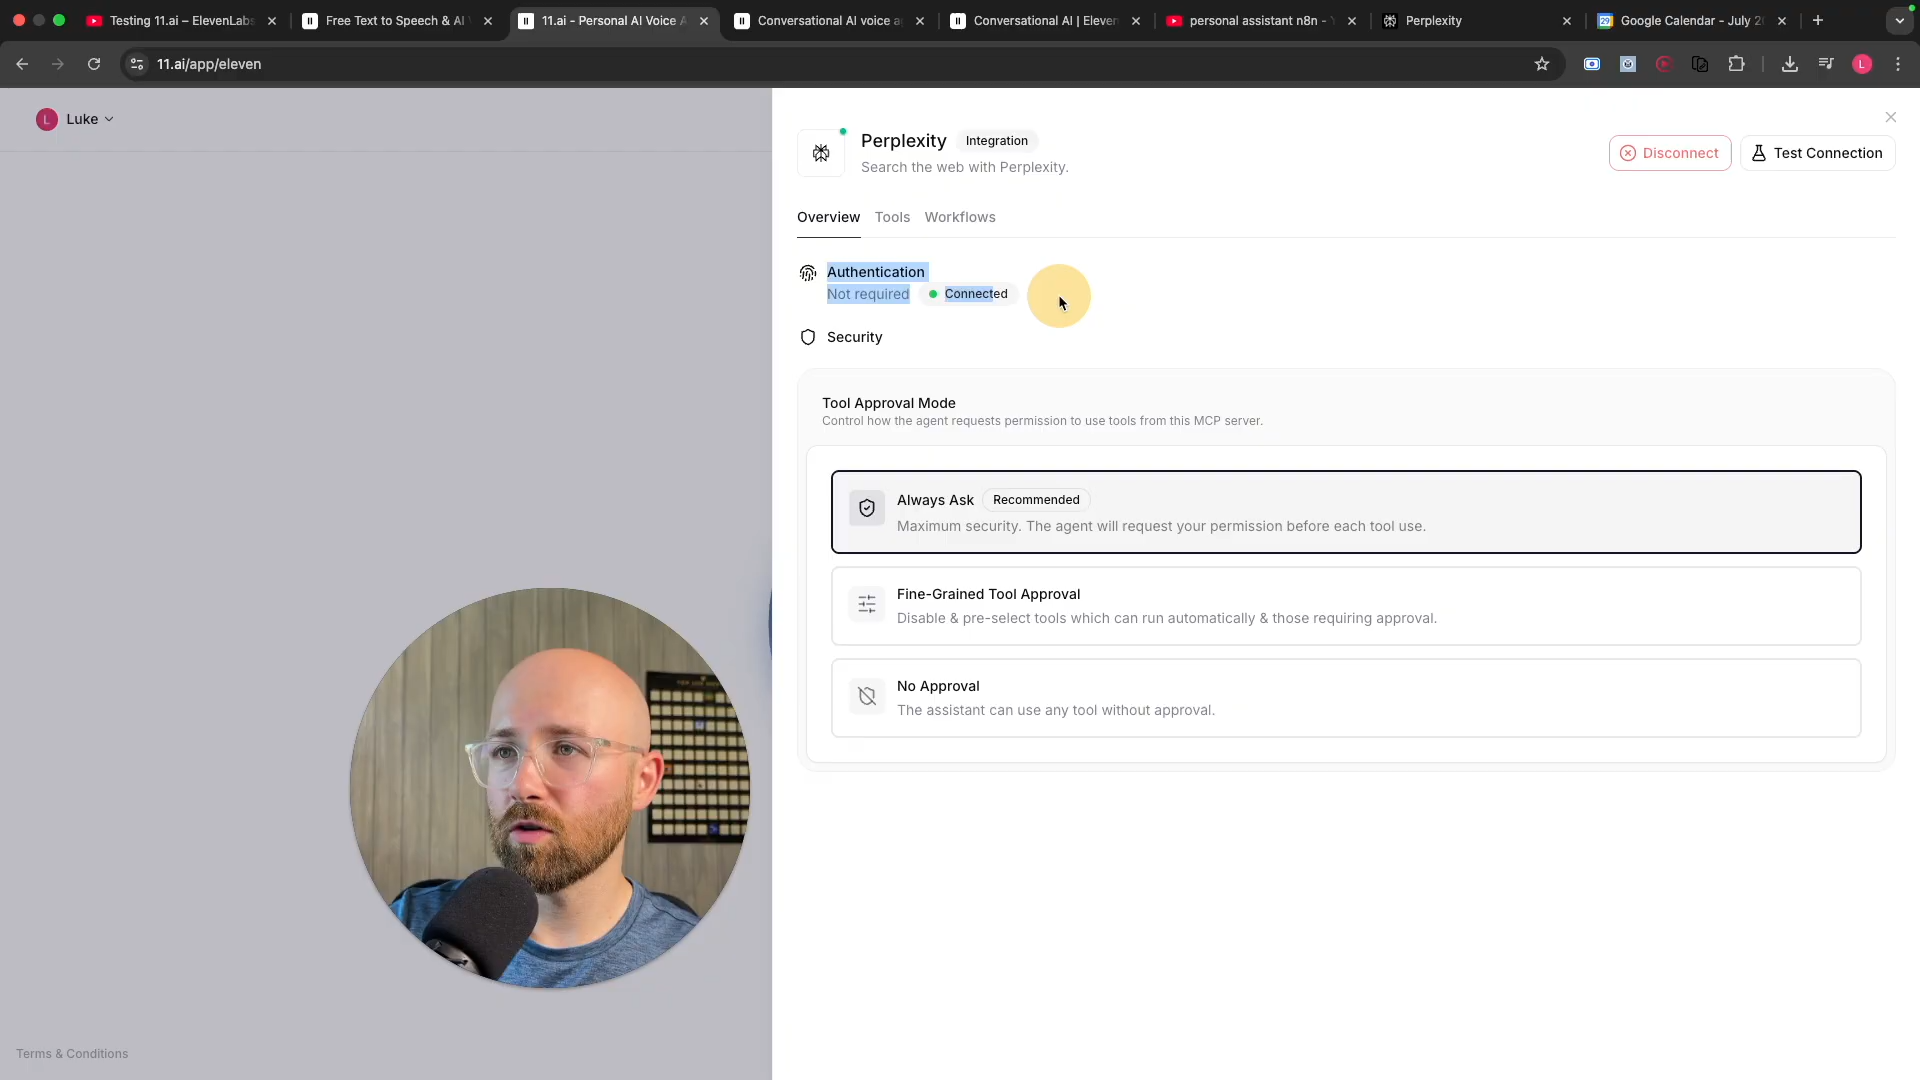 Testing 11.ai – ElevenLabs
Free Text to Speech & AI V
11.ai - Personal AI Voice A
Conversational AI voice ag
Conversational AI | Eleven
personal assistant n8n - Y
Perplexity
Google Calendar - July 20
11.ai/app/eleven
L
L
Luke
Perplexity
Integration
Search the web with Perplexity.
Disconnect
Test Connection
Overview
Tools
Workflows
Authentication
Not required
Connected
Security
Tool Approval Mode
Control how the agent requests permission to use tools from this MCP server.
Always Ask
Recommended
Maximum security. The agent will request your permission before each tool use.
Fine-Grained Tool Approval
Disable & pre-select tools which can run automatically & those requiring approval.
No Approval
The assistant can use any tool without approval.
Terms & Conditions